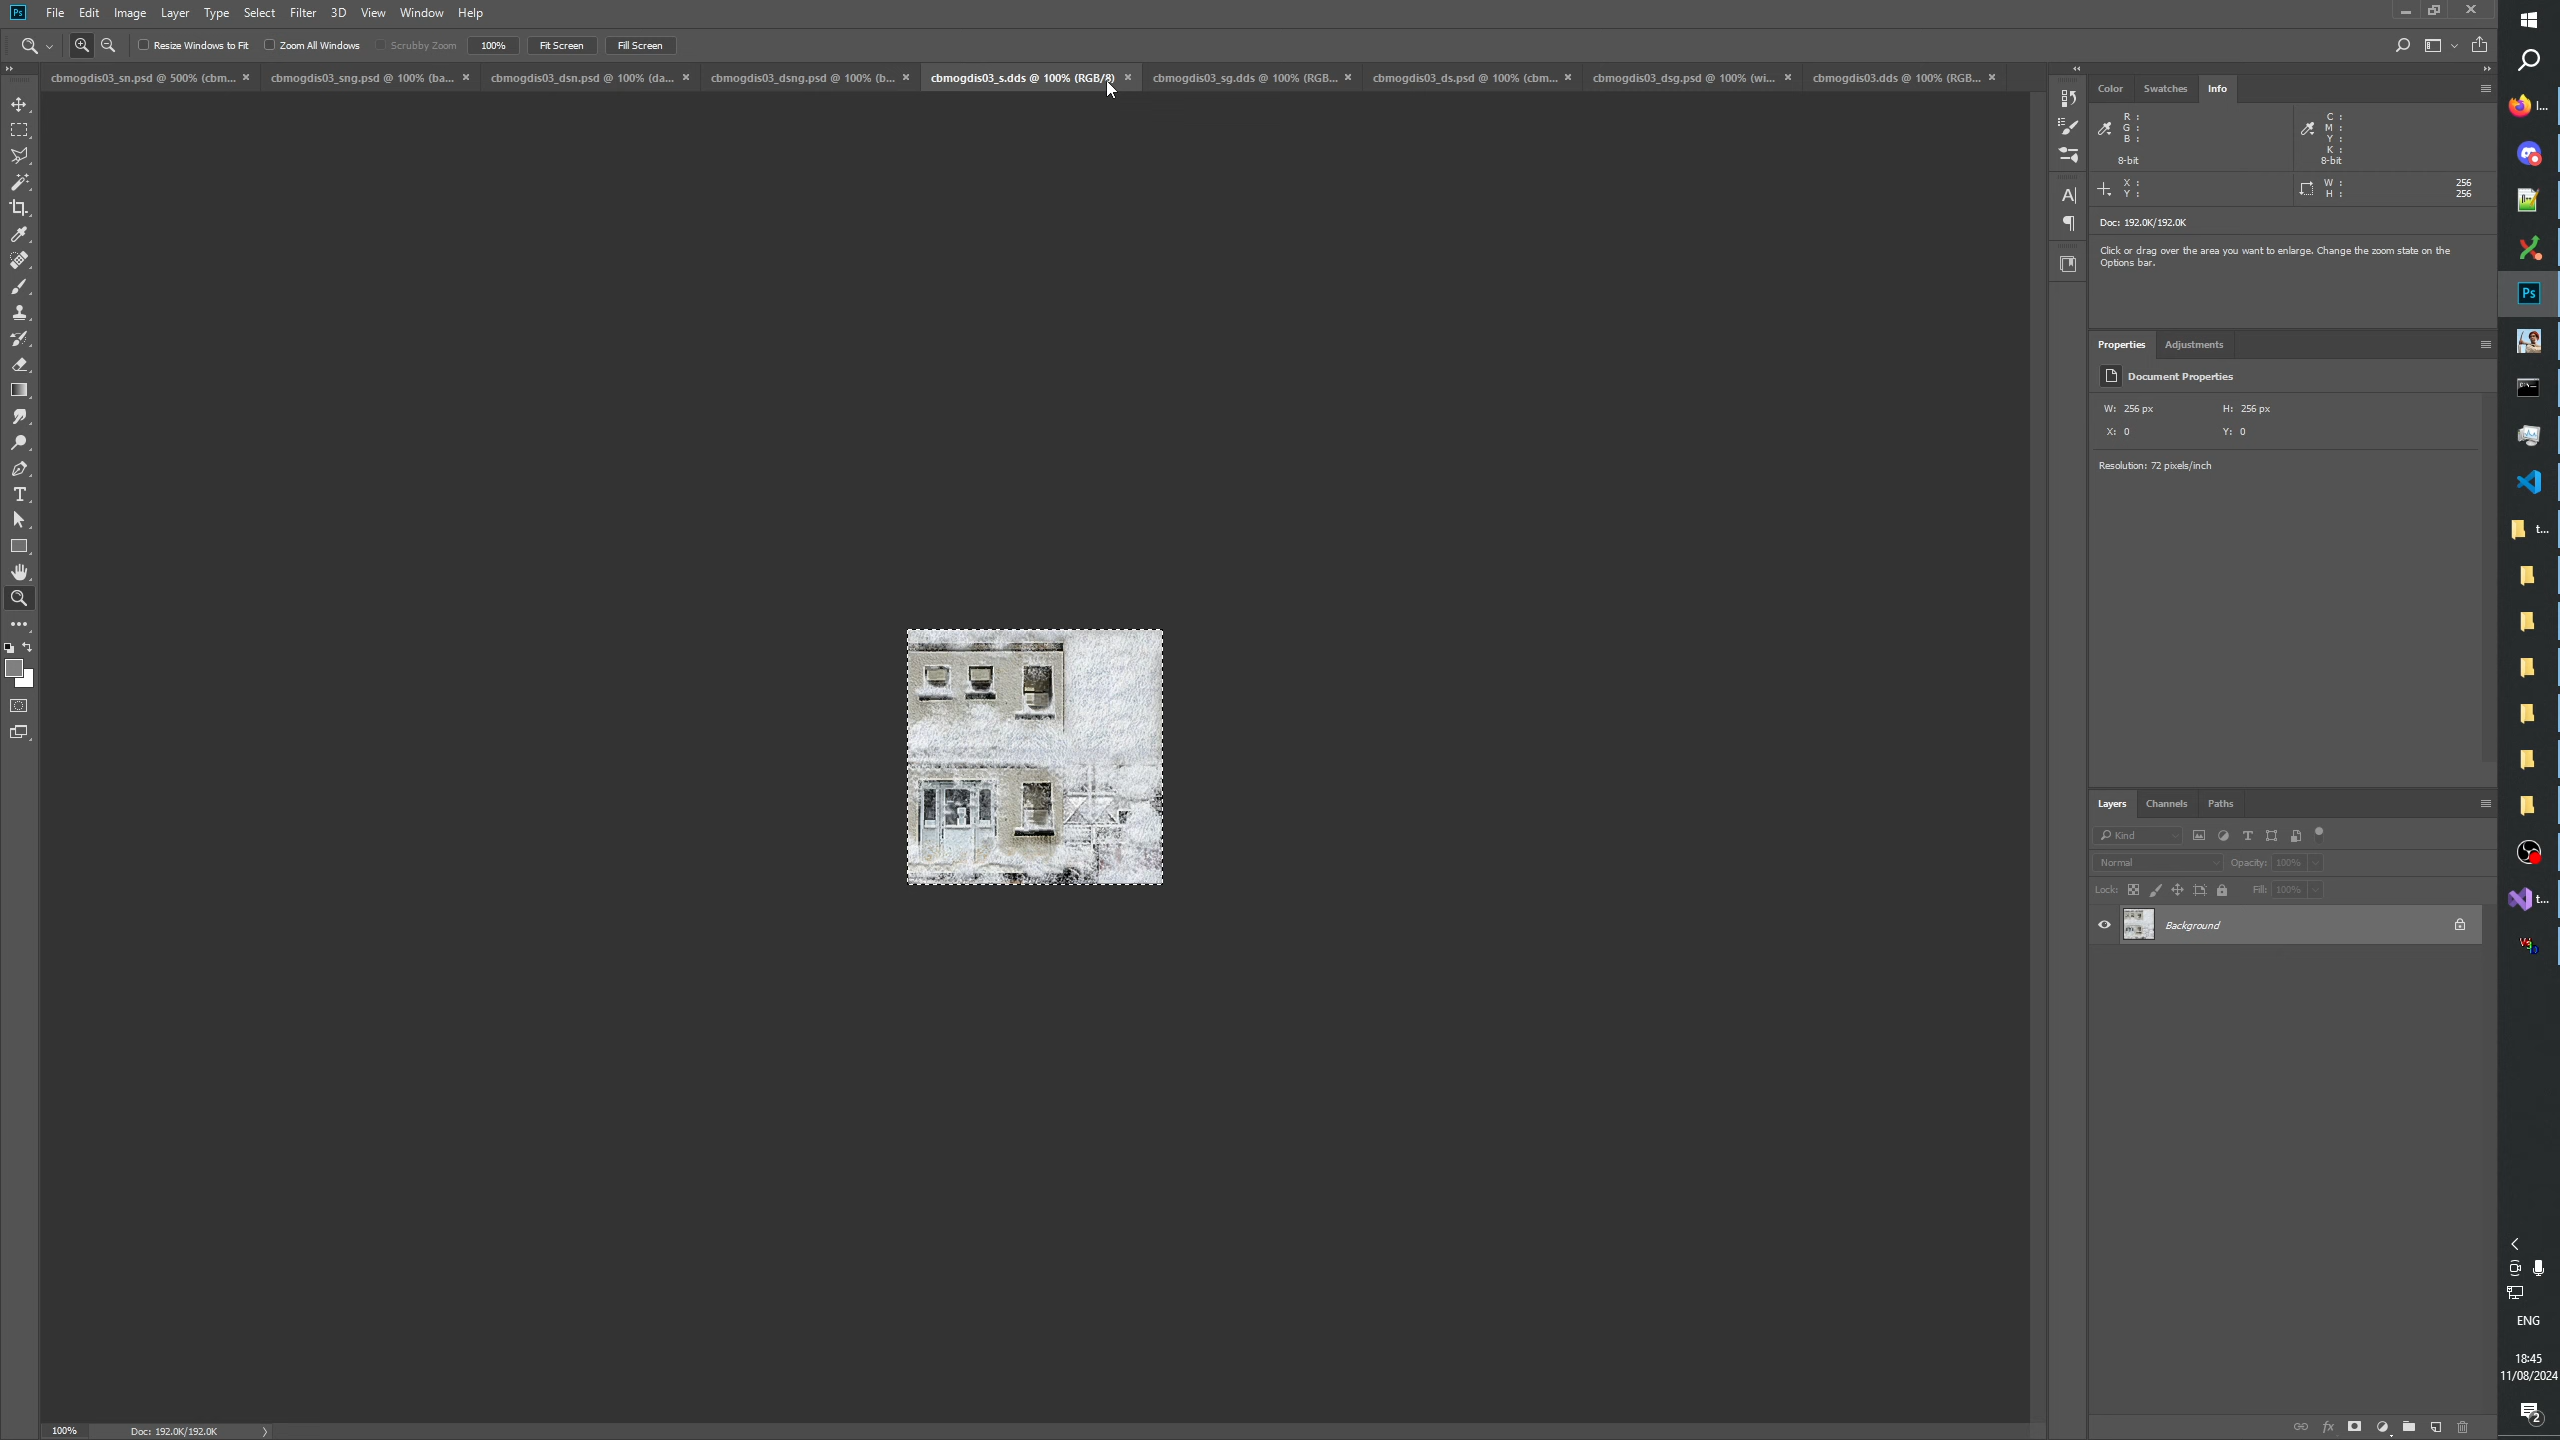 Ps File Edit Image Layer Type Select Filter 3D View Window Help
Resize Windows to Fit Zoom All Windows Scrubby Zoom 100% Fit Screen Fill Screen
cbmogdis03_sn.psd @ 500% (cbm... × cbmogdis03_sng.psd @ 100% (ba... × cbmogdis03_dsn.psd @ 100% (da... × cbmogdis03_dsng.psd @ 100% (b... × cbmogdis03_s.dds @ 100% (RGB/8) × cbmogdis03_sg.dds @ 100% (RGB... × cbmogdis03_ds.psd @ 100% (cbm... × cbmogdis03_dsg.psd @ 100% (wi... × cbmogdis03.dds @ 100% (RGB... ×
Color Swatches Info
R : C :
G : M :
B : Y :
K :
8-bit 8-bit
X : W : 256
Y : H : 256
Doc: 192.0K/192.0K
Click or drag over the area you want to enlarge. Change the zoom state on the
Options bar.
Properties Adjustments
Document Properties
W: 256 px H: 256 px
X: 0 Y: 0
Resolution: 72 pixels/inch
Layers Channels Paths
Kind
Normal Opacity: 100%
Lock: Fill: 100%
Background
100% Doc: 192.0K/192.0K
l...
Ps
t...
t...
ENG
18:45
11/08/2024
2